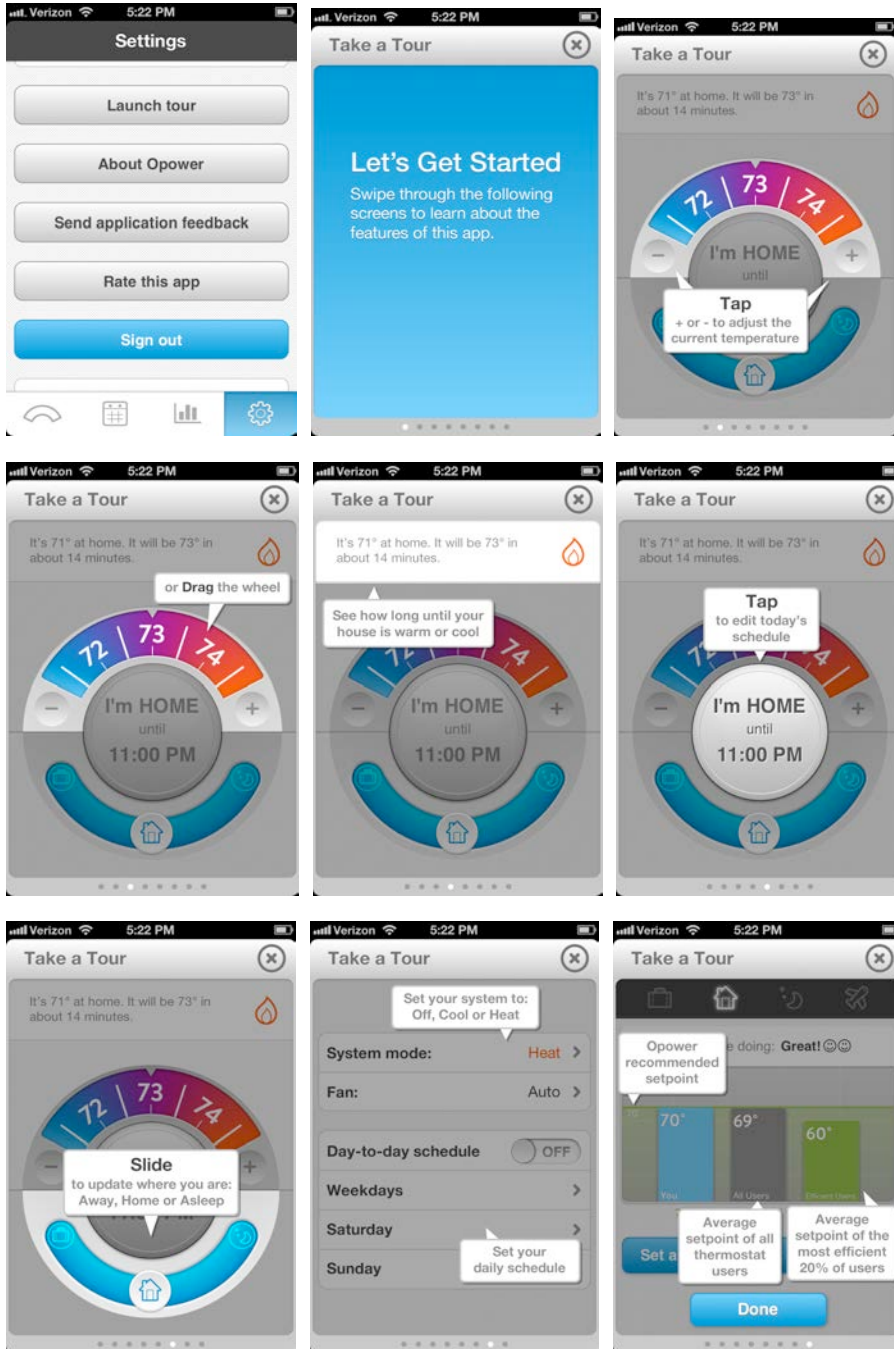 Verizon 5:22 PM
Settings
Launch tour
About Opower
Send application feedback
Rate this app
Sign out
Verizon 5:22 PM
Take a Tour
Let's Get Started
Swipe through the following
screens to learn about the
features of this app.
Verizon 5:22 PM
Take a Tour
It's 71° at home. It will be 73° in
about 14 minutes.
72 73 74
I'm HOME
until
Tap
+ or - to adjust the
current temperature
Verizon 5:22 PM
Take a Tour
It's 71° at home. It will be 73° in
about 14 minutes.
or Drag the wheel
72 73 74
I'm HOME
until
11:00 PM
Verizon 5:22 PM
Take a Tour
It's 71° at home. It will be 73° in
about 14 minutes.
See how long until your
house is warm or cool
72 73 74
I'm HOME
until
11:00 PM
Verizon 5:22 PM
Take a Tour
It's 71° at home. It will be 73° in
about 14 minutes.
Tap
to edit today's
schedule
I'm HOME
until
11:00 PM
Verizon 5:22 PM
Take a Tour
It's 71° at home. It will be 73° in
about 14 minutes.
72 73 74
Slide
to update where you are:
Away, Home or Asleep
Verizon 5:22 PM
Take a Tour
Set your system to:
Off, Cool or Heat
System mode: Heat
Fan: Auto
Day-to-day schedule OFF
Weekdays
Saturday
Sunday
Set your
daily schedule
Verizon 5:22 PM
Take a Tour
doing: Great!
Opower
recommended
setpoint
70° 69° 60°
You All Users Efficient Users
Average
setpoint of all
thermostat
users
Average
setpoint of the
most efficient
20% of users
Set a
Done